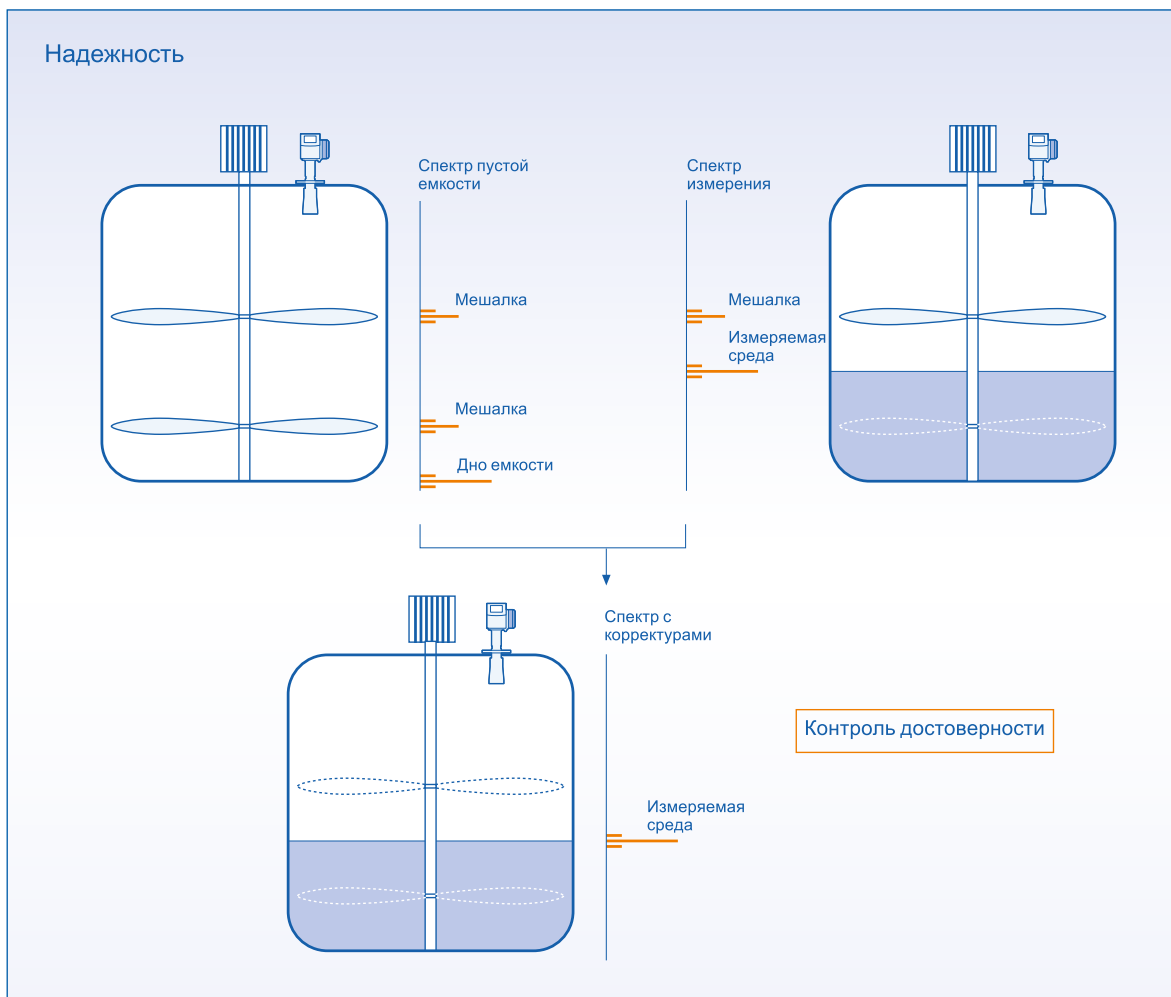 Надежность
Спектр пустой
емкости
Мешалка
Мешалка
Дно емкости
Спектр
измерения
Мешалка
Измеряемая
среда
Спектр с
корректурами
Измеряемая
среда
Контроль достоверности